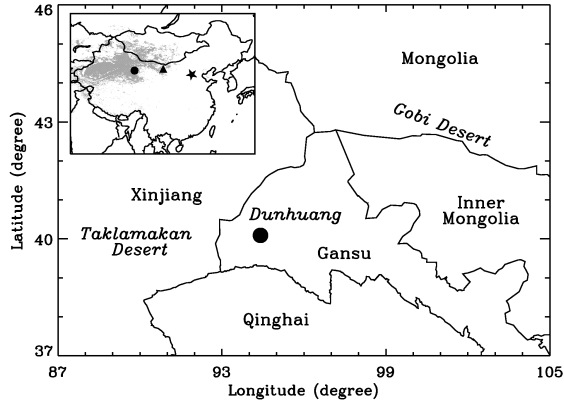 46
Mongolia
Gobi Desert
43
Latitude (degree)
Xinjiang
Dunhuang
Inner
Mongolia
Taklamakan
Desert
40
Gansu
Qinghai
37
87
93
99
105
Longitude (degree)